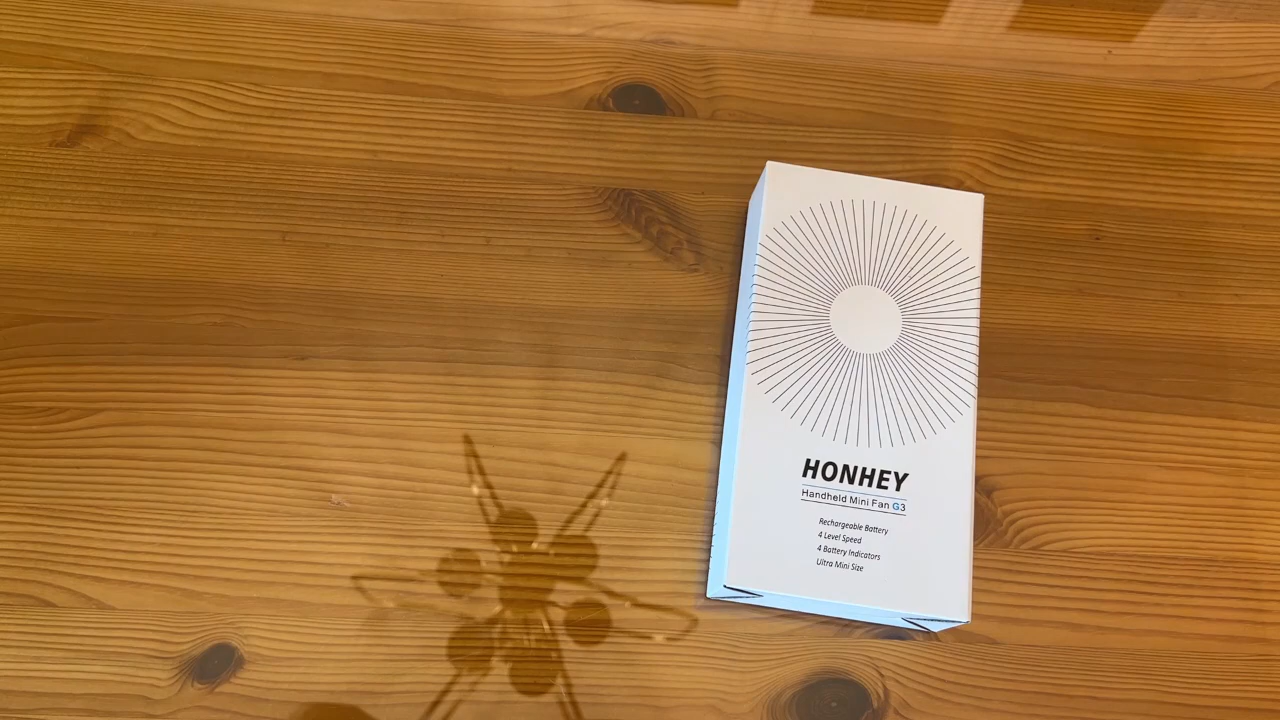 HONHEY
Handheld Mini Fan G3
Rechargeable Battery
4 Level Speed
4 Battery Indicators
Ultra Mini Size